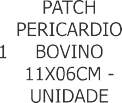 PATCH
PERICARDIO
1 BOVINO
11X06CM -
UNIDADE